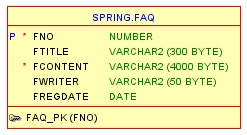 SPRING.FAQ
P * FNO NUMBER
FTITLE VARCHAR2 (300 BYTE)
* FCONTENT VARCHAR2 (4000 BYTE)
FWRITER VARCHAR2 (50 BYTE)
FREGDATE DATE
FAQ_PK (FNO)